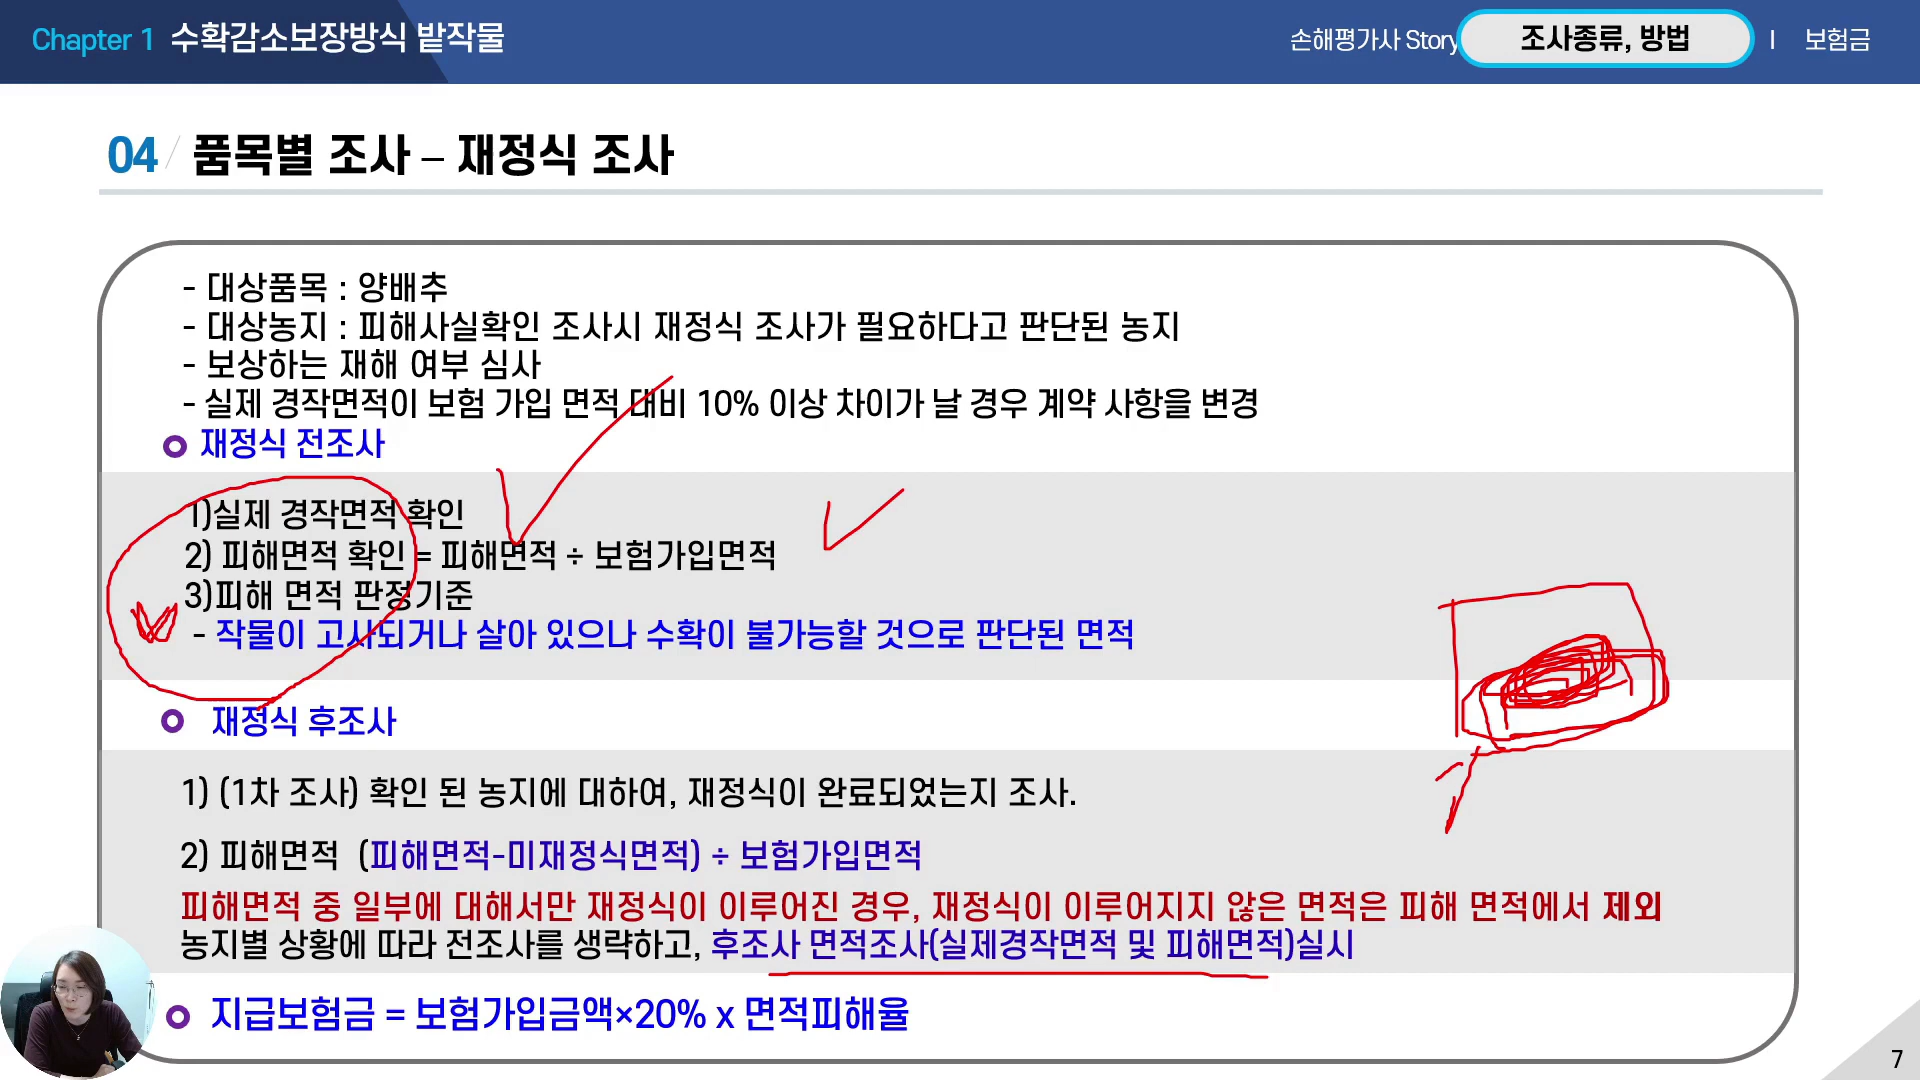 Chapter 1 수확감소보장방식 밭작물
손해평가사 Story 조사종류, 방법 | 보험금
04 / 품목별 조사 – 재정식 조사
- 대상품목 : 양배추
- 대상농지 : 피해사실확인 조사시 재정식 조사가 필요하다고 판단된 농지
- 보상하는 재해 여부 심사
- 실제 경작면적이 보험 가입 면적 대비 10% 이상 차이가 날 경우 계약 사항을 변경
재정식 전조사
1)실제 경작면적 확인
2) 피해면적 확인 = 피해면적 ÷ 보험가입면적
3)피해 면적 판정기준
- 작물이 고사되거나 살아 있으나 수확이 불가능할 것으로 판단된 면적
재정식 후조사
1) (1차 조사) 확인 된 농지에 대하여, 재정식이 완료되었는지 조사.
2) 피해면적 (피해면적-미재정식면적) ÷ 보험가입면적
피해면적 중 일부에 대해서만 재정식이 이루어진 경우, 재정식이 이루어지지 않은 면적은 피해 면적에서 제외
농지별 상황에 따라 전조사를 생략하고, 후조사 면적조사(실제경작면적 및 피해면적)실시
지급보험금 = 보험가입금액×20% x 면적피해율
7